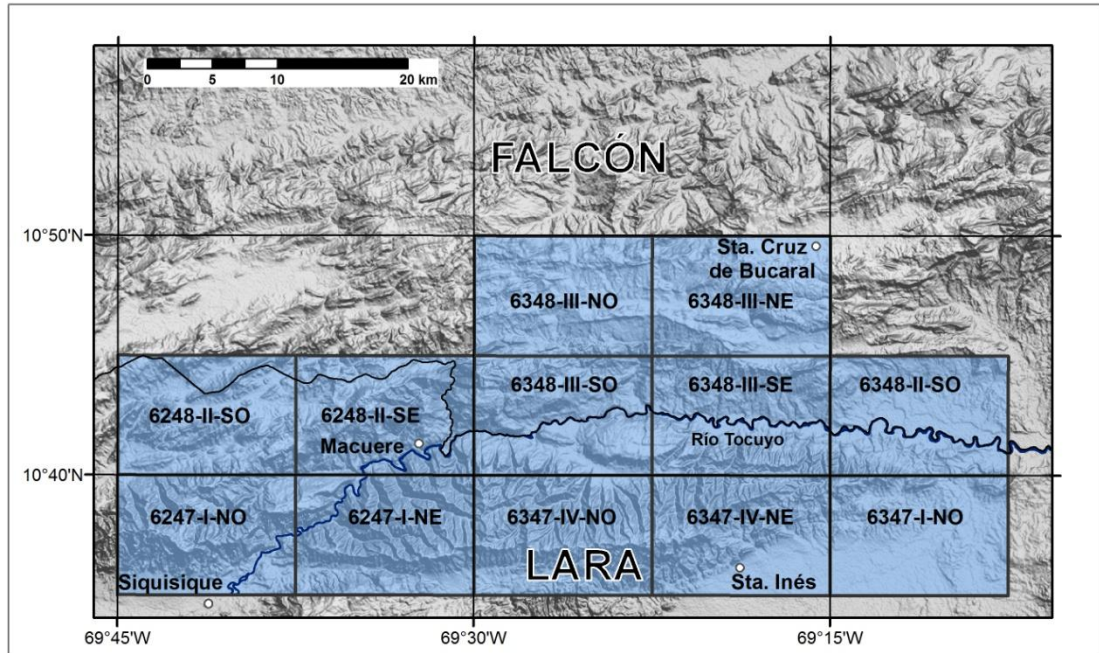 0 5 10 20 km
FALCÓN
10°50'N
Sta. Cruz
de Bucaral
6348-III-NO
6348-III-NE
6248-II-SO
6248-II-SE
6348-III-SO
6348-III-SE
6348-II-SO
Macuere
Río Tocuyo
10°40'N
6247-I-NO
6247-I-NE
6347-IV-NO
6347-IV-NE
6347-I-NO
LARA
Siquisique
Sta. Inés
69°45'W
69°30'W
69°15'W